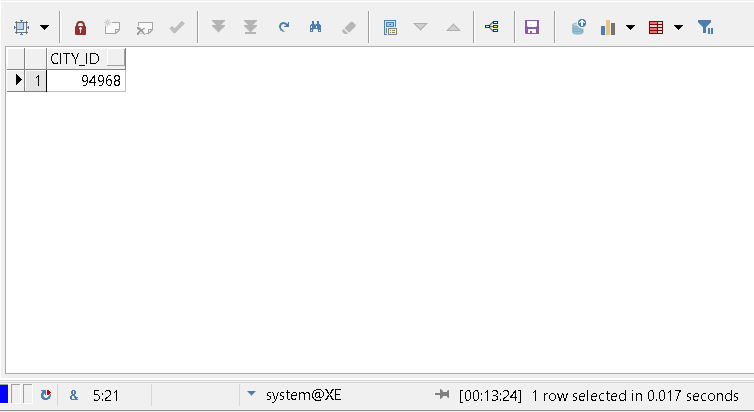 CITY_ID
1 94968
& 5:21 system@XE [00:13:24] 1 row selected in 0.017 seconds